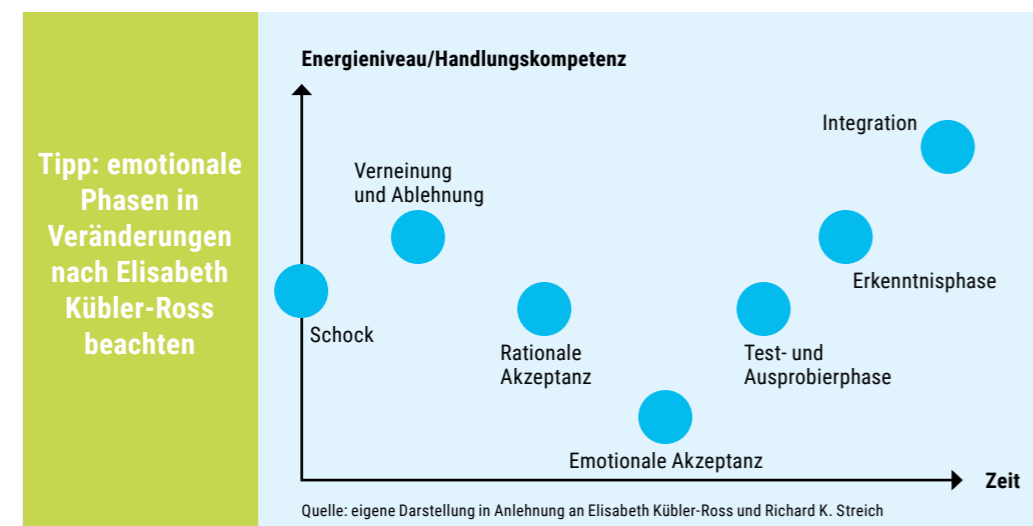 Tipp: emotionale
Phasen in
Veränderungen
nach Elisabeth
Kübler-Ross
beachten
Energieniveau/Handlungskompetenz
Integration
Verneinung
und Ablehnung
Erkenntnisphase
Schock
Rationale
Akzeptanz
Test- und
Ausprobierphase
Emotionale Akzeptanz
Zeit
Quelle: eigene Darstellung in Anlehnung an Elisabeth Kübler-Ross und Richard K. Streich